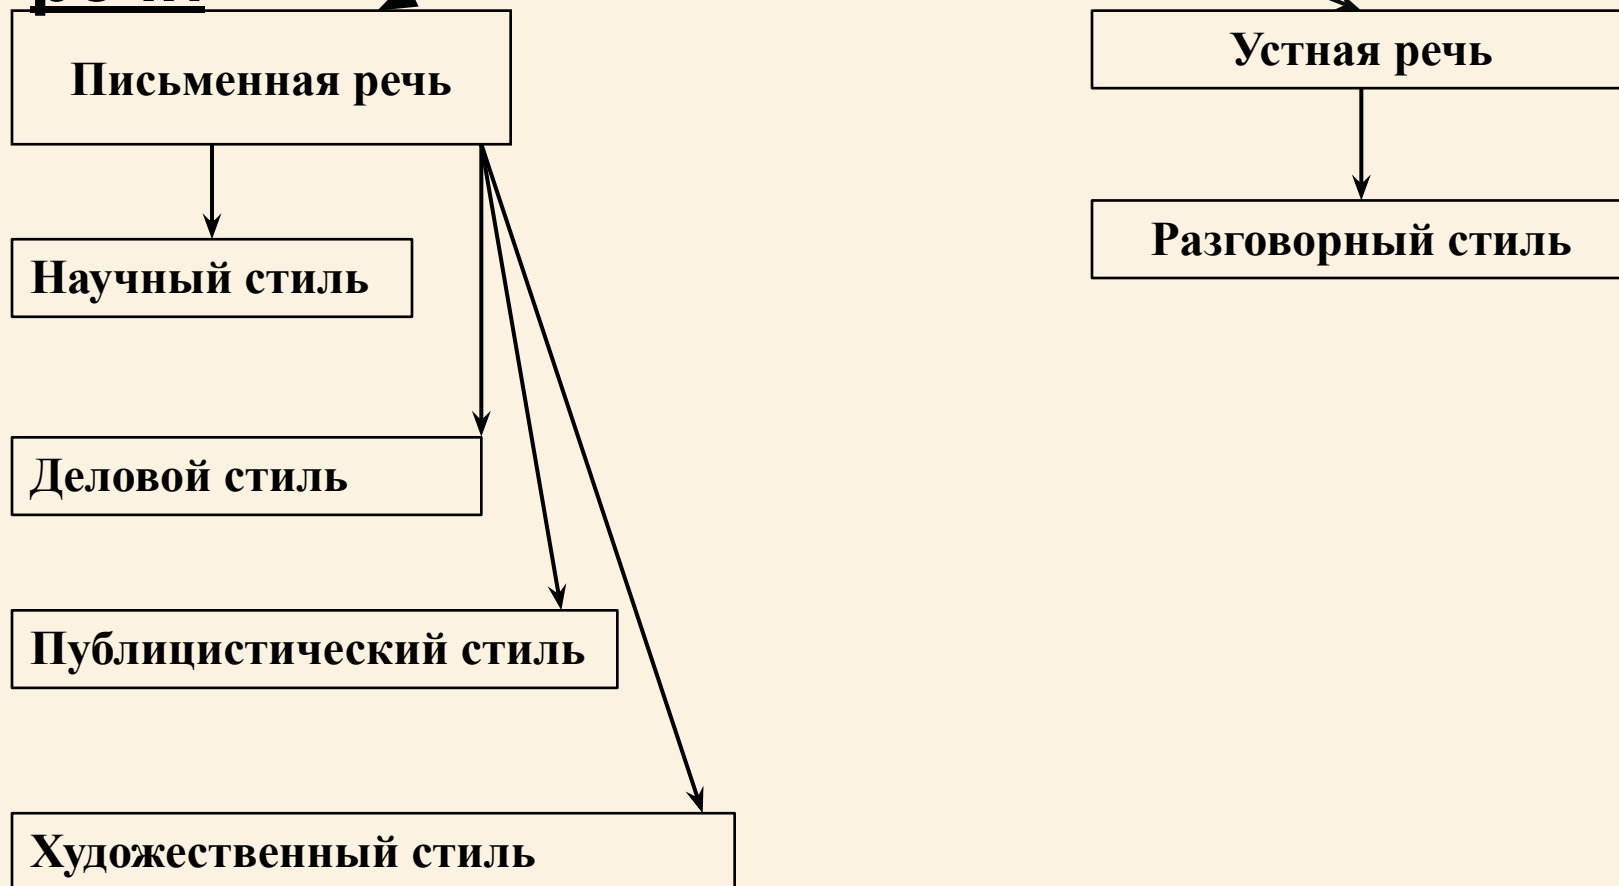 Письменная речь
Устная речь
Разговорный стиль
Научный стиль
Деловой стиль
Публицистический стиль
Художественный стиль